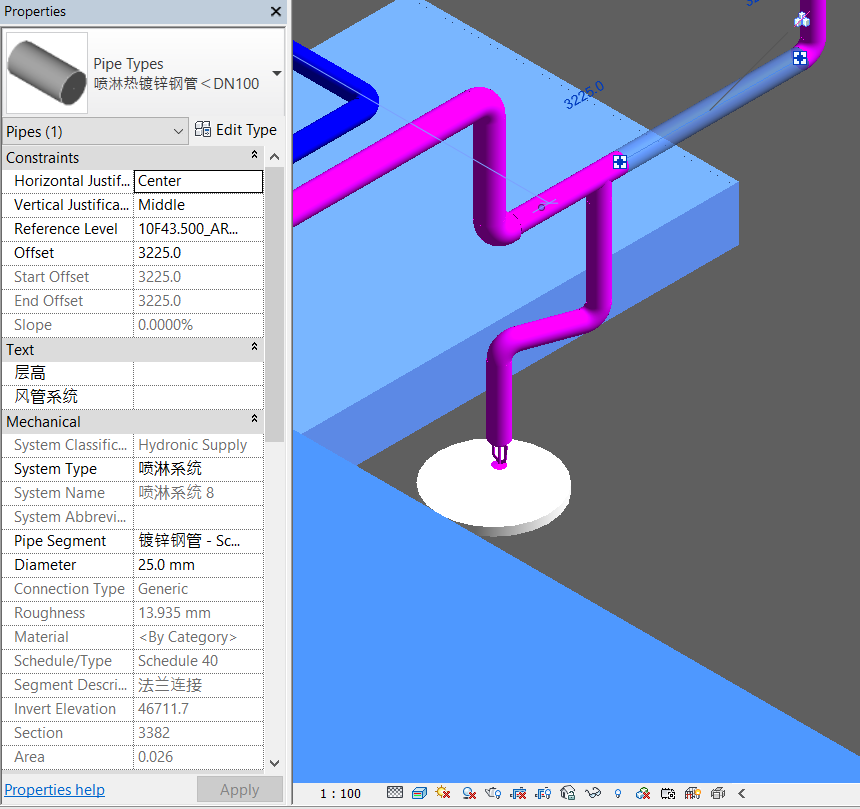 Properties
Pipe Types
喷淋热镀锌钢管＜DN100
Pipes (1)
Edit Type
Constraints
Horizontal Justif... Center
Vertical Justifica... Middle
Reference Level 10F43.500_AR...
Offset 3225.0
Start Offset 3225.0
End Offset 3225.0
Slope 0.0000%
Text
层高
风管系统
Mechanical
System Classific... Hydronic Supply
System Type 喷淋系统
System Name 喷淋系统 8
System Abbrevi...
Pipe Segment 镀锌钢管 - Sc...
Diameter 25.0 mm
Connection Type Generic
Roughness 13.935 mm
Material <By Category>
Schedule/Type Schedule 40
Segment Descri... 法兰连接
Invert Elevation 46711.7
Section 3382
Area 0.026
Properties help
Apply
3225.0
1 : 100